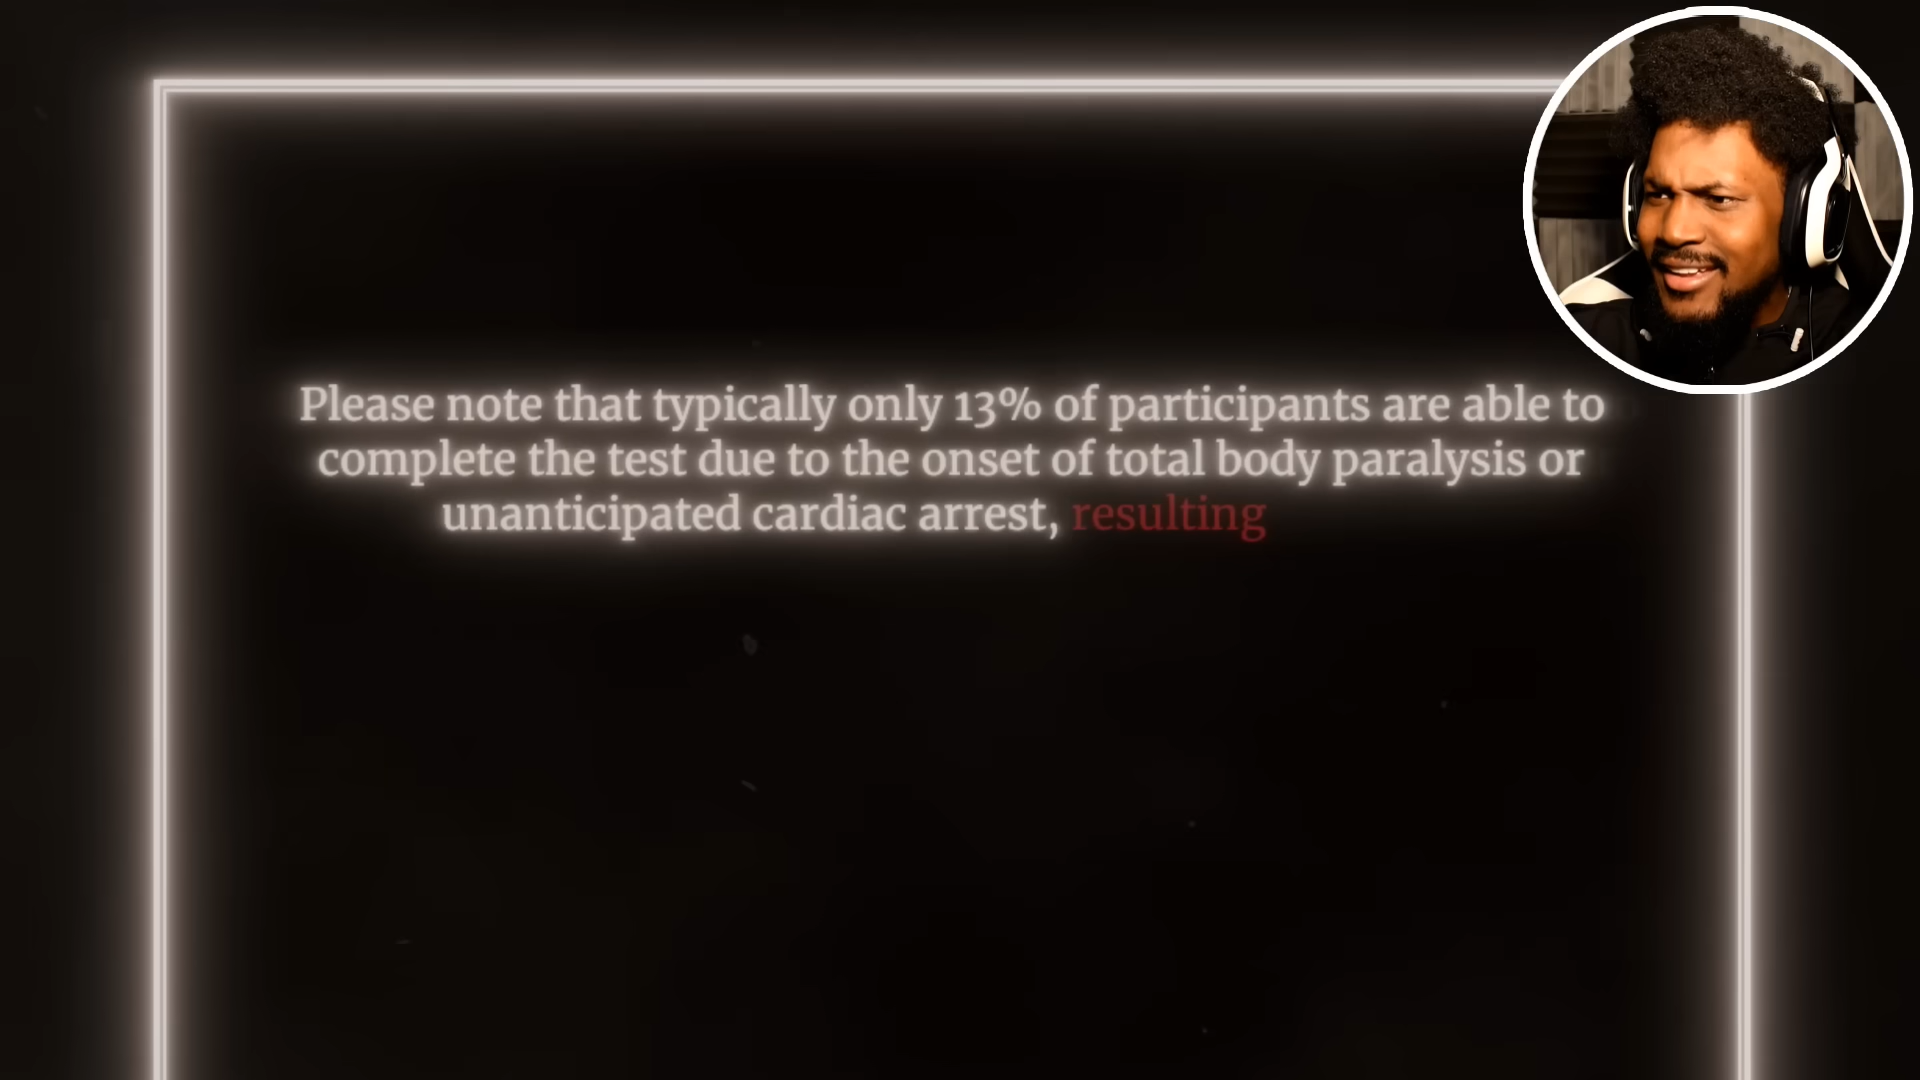 Please note that typically only 13% of participants are able to
complete the test due to the onset of total body paralysis or
unanticipated cardiac arrest, resulting